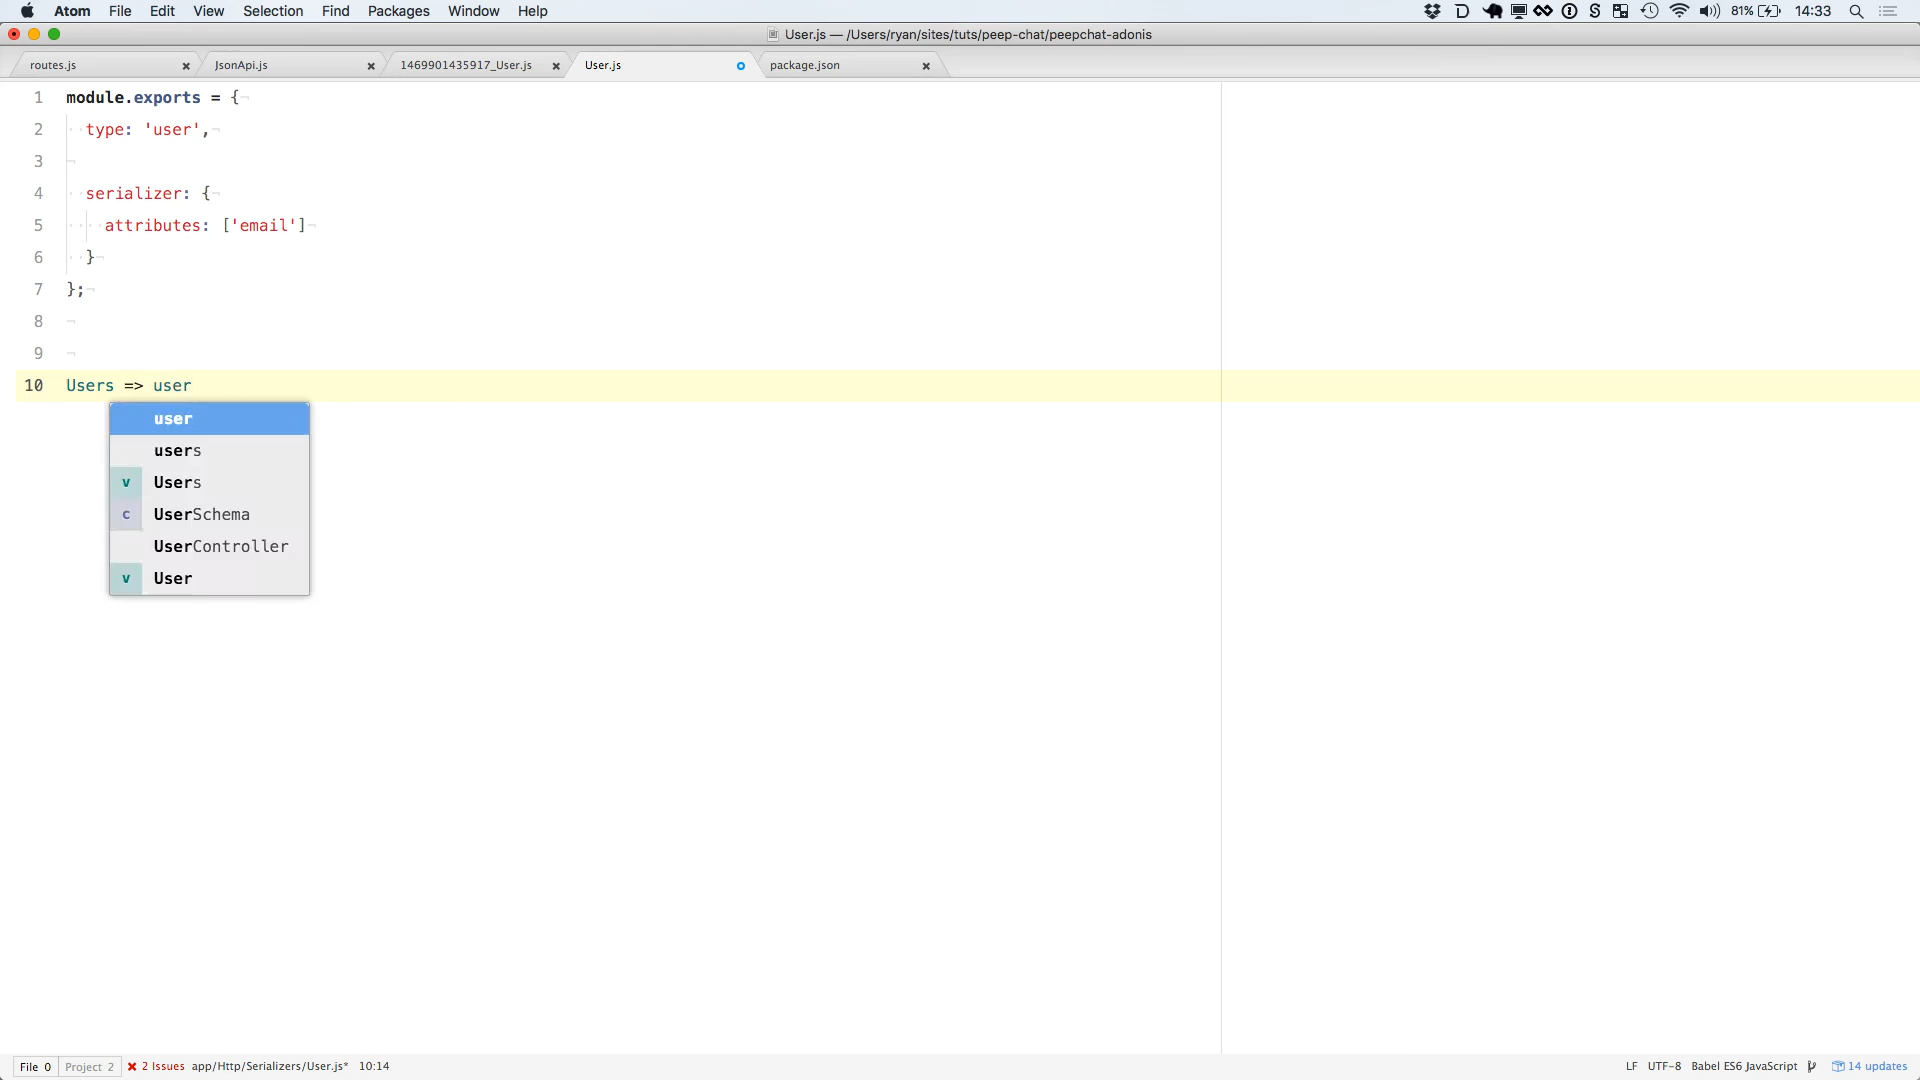 Atom File Edit View Selection Find Packages Window Help 81% 14:33
User.js — /Users/ryan/sites/tuts/peep-chat/peepchat-adonis
routes.js JsonApi.js 1469901435917_User.js User.js package.json
1 module.exports = {
2 type: 'user',
3
4 serializer: {
5 attributes: ['email']
6 }
7 };
8
9
10 Users => user
user
users
v Users
c UserSchema
UserController
v User
File 0 Project 2 2 Issues app/Http/Serializers/User.js* 10:14 LF UTF-8 Babel ES6 JavaScript 14 updates